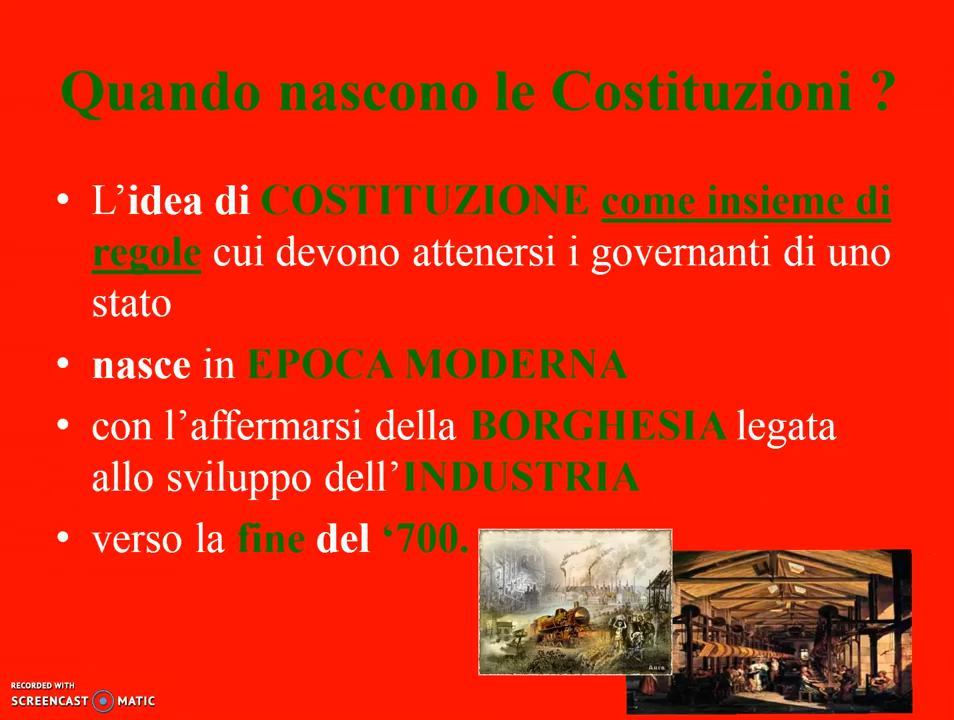 Quando nascono le Costituzioni ?
• L’idea di COSTITUZIONE come insieme di
regole cui devono attenersi i governanti di uno
stato
• nasce in EPOCA MODERNA
• con l’affermarsi della BORGHESIA legata
allo sviluppo dell’INDUSTRIA
• verso la fine del ‘700.
Aura
RECORDED WITH
SCREENCAST MATIC